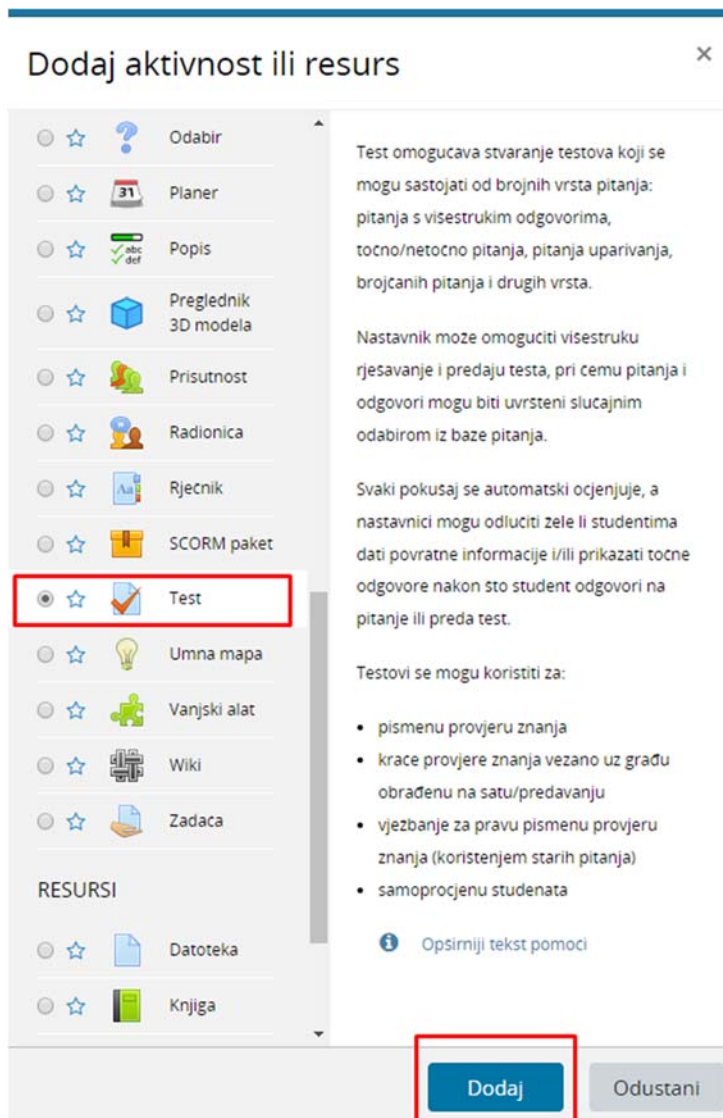 Dodaj aktivnost ili resurs
×
Odabir
31
Planer
abc
def
Popis
Preglednik
3D modela
Prisutnost
Radionica
Aa
Rječnik
SCORM paket
Test
Umna mapa
Vanjski alat
Wiki
Zadaća
RESURSI
Datoteka
Knjiga
Test omogućava stvaranje testova koji se
mogu sastojati od brojnih vrsta pitanja:
pitanja s višestrukim odgovorima,
točno/netočno pitanja, pitanja uparivanja,
brojčanih pitanja i drugih vrsta.
Nastavnik može omogućiti višestruku
rješavanje i predaju testa, pri čemu pitanja i
odgovori mogu biti uvršteni slučajnim
odabirom iz baze pitanja.
Svaki pokušaj se automatski ocjenjuje, a
nastavnici mogu odlučiti žele li studentima
dati povratne informacije i/ili prikazati točne
odgovore nakon što student odgovori na
pitanje ili preda test.
Testovi se mogu koristiti za:
• pismenu provjeru znanja
• kraće provjere znanja vezano uz građu
obrađenu na satu/predavanju
• vježbanje za pravu pismenu provjeru
znanja (korištenjem starih pitanja)
• samoprocjenu studenata
Opširniji tekst pomoći
Dodaj
Odustani